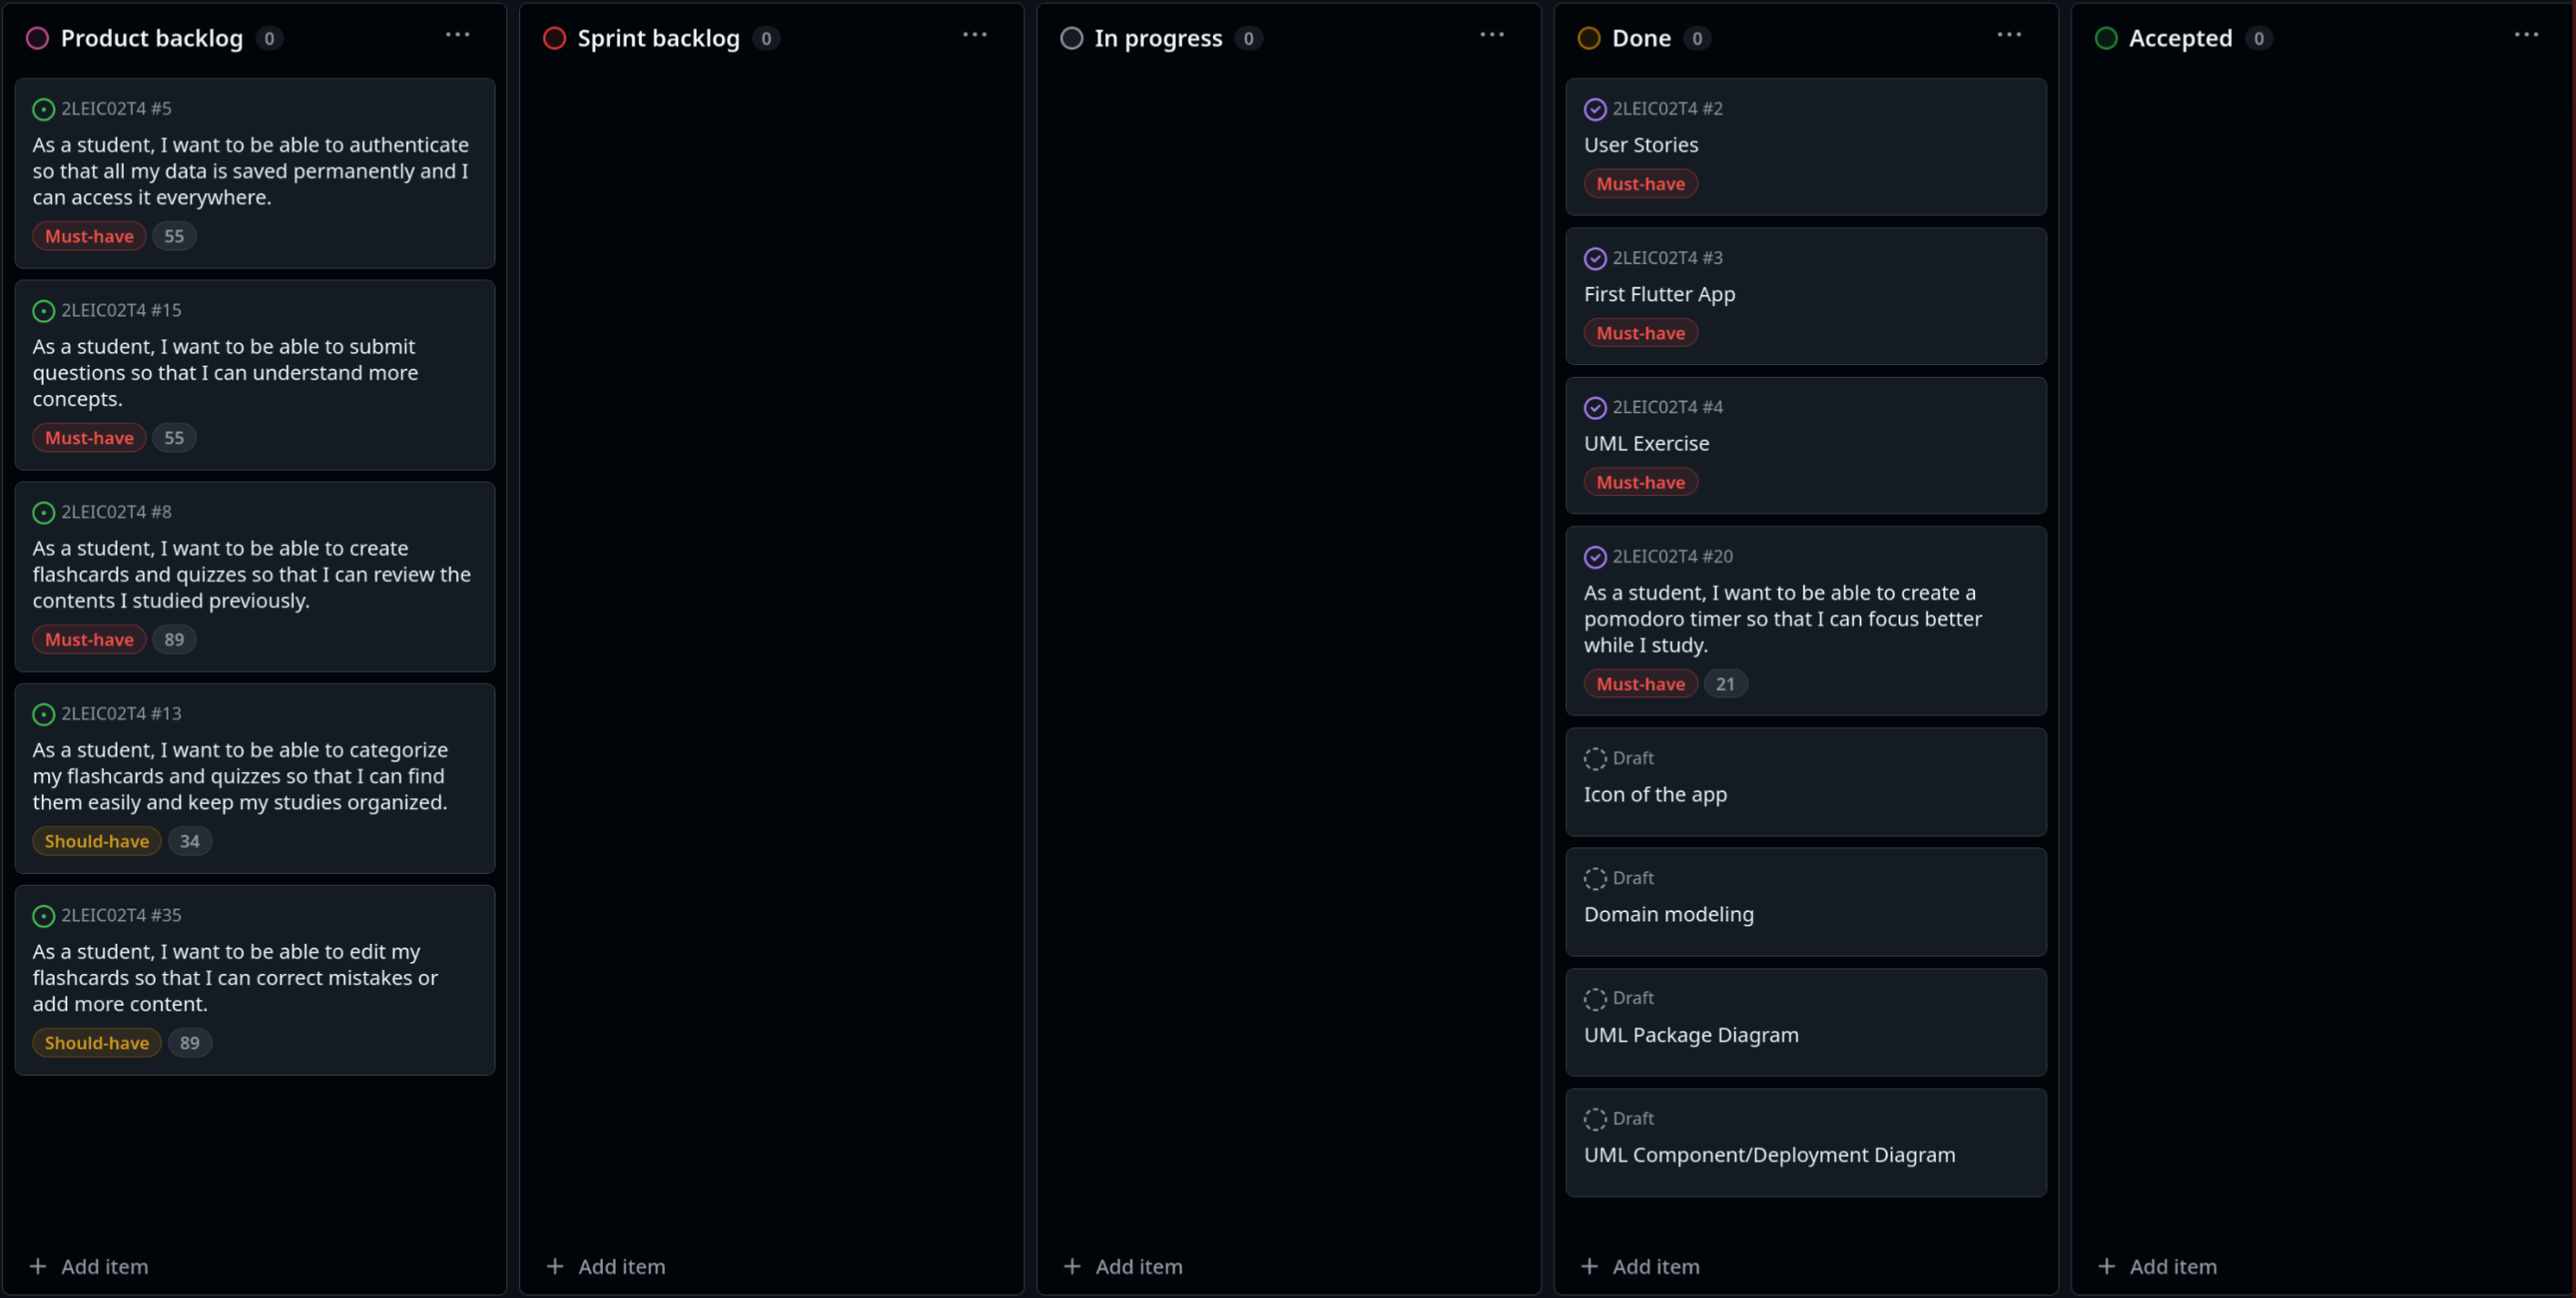 Product backlog 0 ...
2LEIC02T4 #5
As a student, I want to be able to authenticate
so that all my data is saved permanently and I
can access it everywhere.
Must-have 55
2LEIC02T4 #15
As a student, I want to be able to submit
questions so that I can understand more
concepts.
Must-have 55
2LEIC02T4 #8
As a student, I want to be able to create
flashcards and quizzes so that I can review the
contents I studied previously.
Must-have 89
2LEIC02T4 #13
As a student, I want to be able to categorize
my flashcards and quizzes so that I can find
them easily and keep my studies organized.
Should-have 34
2LEIC02T4 #35
As a student, I want to be able to edit my
flashcards so that I can correct mistakes or
add more content.
Should-have 89
+ Add item
Sprint backlog 0 ...
+ Add item
In progress 0 ...
+ Add item
Done 0 ...
2LEIC02T4 #2
User Stories
Must-have
2LEIC02T4 #3
First Flutter App
Must-have
2LEIC02T4 #4
UML Exercise
Must-have
2LEIC02T4 #20
As a student, I want to be able to create a
pomodoro timer so that I can focus better
while I study.
Must-have 21
Draft
Icon of the app
Draft
Domain modeling
Draft
UML Package Diagram
Draft
UML Component/Deployment Diagram
+ Add item
Accepted 0 ...
+ Add item